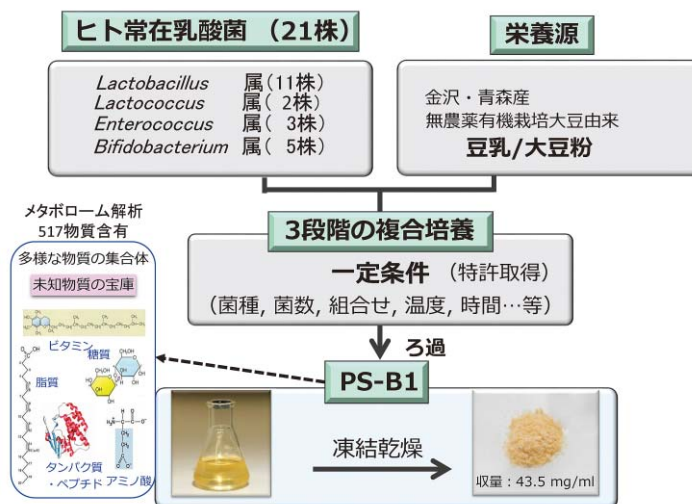 ヒト常在乳酸菌 (21株)
Lactobacillus 属(11株)
Lactococcus 属( 2株)
Enterococcus 属( 3株)
Bifidobacterium 属( 5株)
栄養源
金沢・青森産
無農薬有機栽培大豆由来
豆乳/大豆粉
3段階の複合培養
一定条件 (特許取得)
(菌種, 菌数, 組合せ, 温度, 時間…等)
ろ過
PS-B1
凍結乾燥
収量:43.5 mg/ml
メタボローム解析
517物質含有
多様な物質の集合体
未知物質の宝庫
ビタミン
糖質
脂質
タンパク質
・ペプチド
アミノ酸